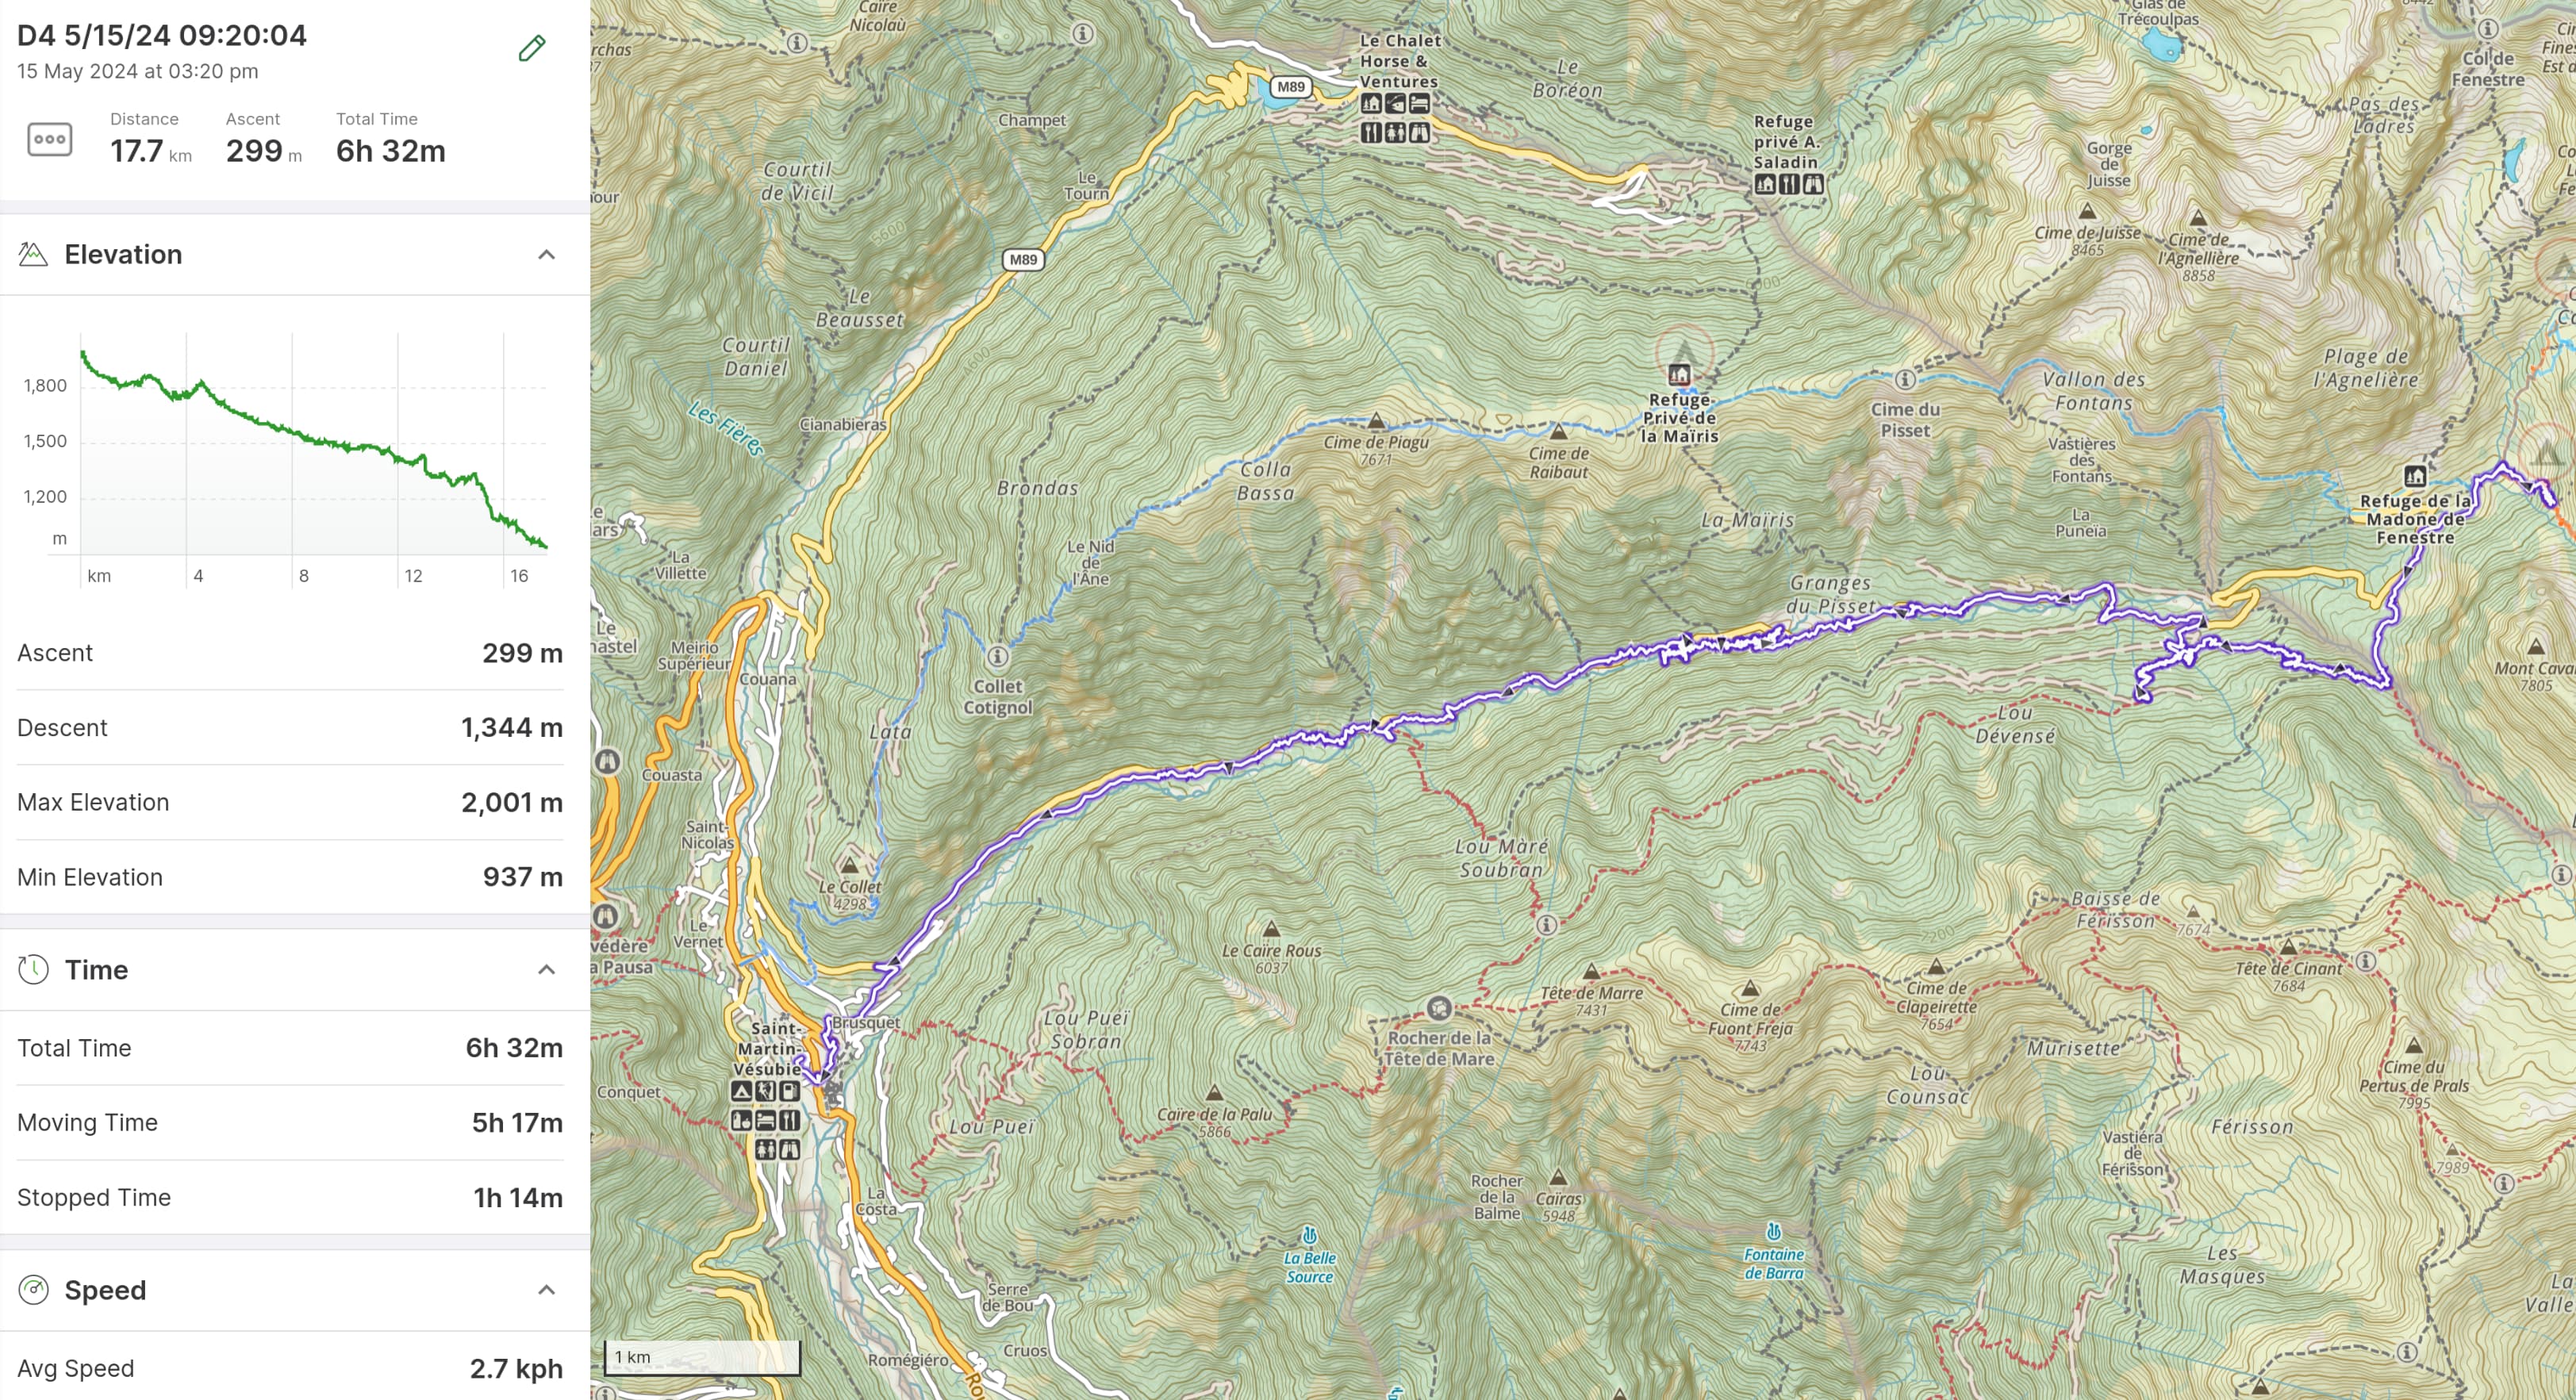 D4 5/15/24 09:20:04
15 May 2024 at 03:20 pm
Distance
17.7 km
Ascent
299 m
Total Time
6h 32m
Elevation
1,800
1,500
1,200
m
km
4
8
12
16
Ascent
299 m
Descent
1,344 m
Max Elevation
2,001 m
Min Elevation
937 m
Time
Total Time
6h 32m
Moving Time
5h 17m
Stopped Time
1h 14m
Speed
Avg Speed
2.7 kph
Caire
Nicolaù
Le Chalet
Horse &
Ventures
Le
Boréon
M89
Champet
Courtil
de Vicil
Le
Tourn
Refuge
privé A.
Saladin
Trécoulpas
Col de
Fenestre
Pas des
Ladres
Gorge
de
Juisse
Cime de Juisse
8465
Cime de
l'Agnellière
8858
5600
M89
Le
Beausset
Courtil
Daniel
Les Fières
Cianabieras
Refuge
Privé de
la Maïris
Cime du
Pisset
Vallon des
Fontans
Plage de
l'Agnelière
Cime de Piagu
7671
Cime de
Raibaut
Colla
Bassa
Brondas
Vastières
des
Fontans
La Maïris
La
Puneïa
Refuge de la
Madone de
Fenestre
La
Villette
Le Nid
de
l'Âne
Granges
du Pisset
Meirio
Supérieur
Couana
Collet
Cotignol
Lata
Lou
Dévensé
Mont Cava
7805
Couasta
Saint-
Nicolas
Lou Màrė
Soubran
Le Collet
4298
Le
Vernet
Le Caire Rous
6037
Baisse de
Férisson
7674
7200
Tête de Cinant
7684
Tête de Marre
7431
Cime de
Fuont Freja
7743
Cime de
Clapeirette
7654
Rocher de la
Tête de Mare
Murisette
Saint-
Martin-
Vésubie
Brusquet
Lou Pueï
Sobran
Lou
Counsac
Cime du
Pertus de Prals
7995
Conquet
Caire de la Palu
5866
Lou Pueï
Férisson
Vastiéra
de
Férisson
7989
La
Costa
Rocher
de la
Balme
Caïras
5948
La Belle
Source
Fontaine
de Barra
Les
Masques
Serre
de Bou
Cruos
Romégiéro
1 km